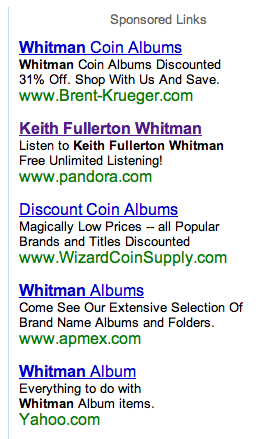 Sponsored Links
Whitman Coin Albums
Whitman Coin Albums Discounted
31% Off. Shop With Us And Save.
www.Brent-Krueger.com
Keith Fullerton Whitman
Listen to Keith Fullerton Whitman
Free Unlimited Listening!
www.pandora.com
Discount Coin Albums
Magically Low Prices -- all Popular
Brands and Titles Discounted
www.WizardCoinSupply.com
Whitman Albums
Come See Our Extensive Selection Of
Brand Name Albums and Folders.
www.apmex.com
Whitman Album
Everything to do with
Whitman Album items.
Yahoo.com